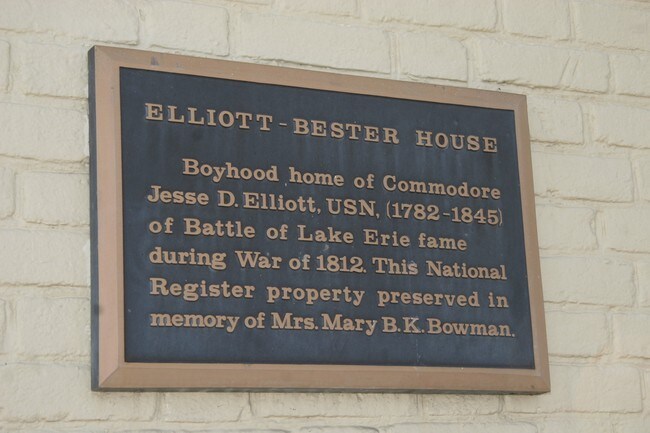 ELLIOTT-BESTER HOUSE
Boyhood home of Commodore
Jesse D. Elliott, USN, (1782-1845)
of Battle of Lake Erie fame
during War of 1812. This National
Register property preserved in
memory of Mrs. Mary B.K. Bowman.